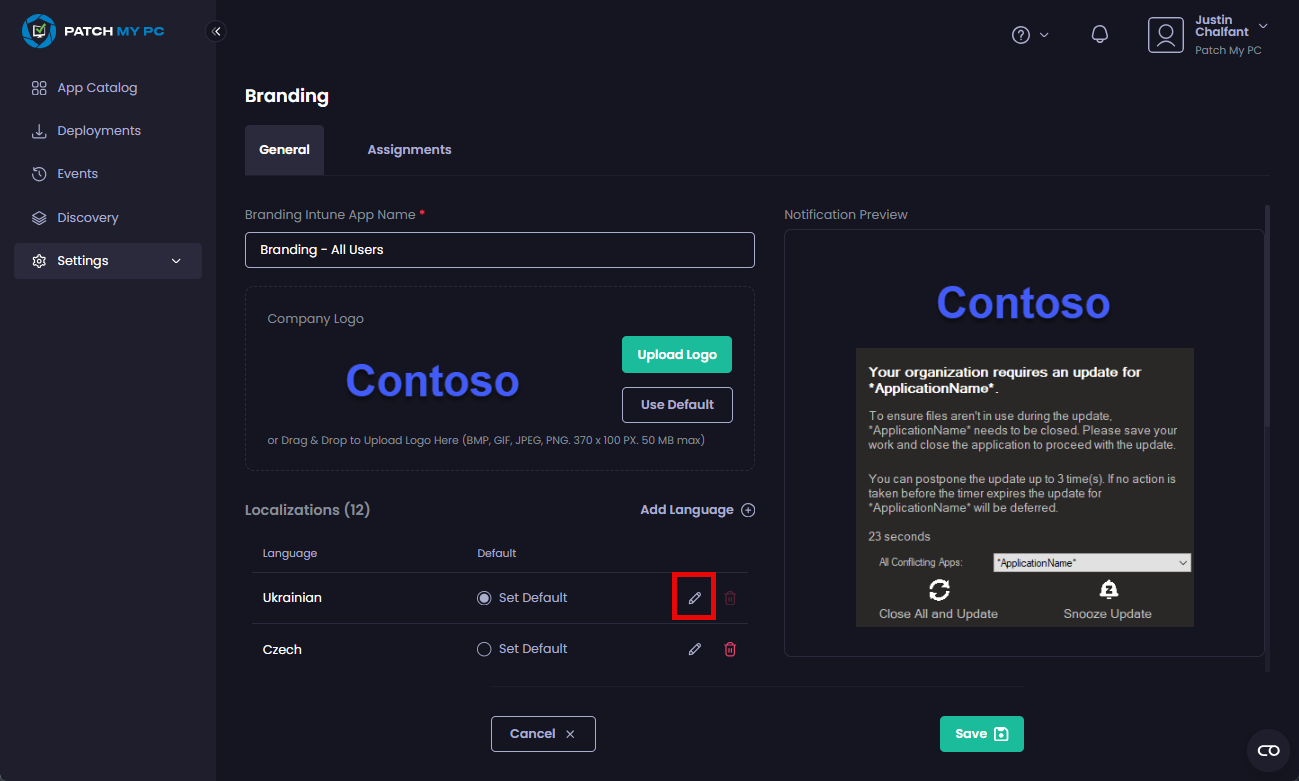 PATCH MY PC
Justin
Chalfant
Patch My PC
App Catalog
Deployments
Events
Discovery
Settings
Branding
General
Assignments
Branding Intune App Name *
Branding - All Users
Company Logo
Contoso
Upload Logo
Use Default
or Drag & Drop to Upload Logo Here (BMP, GIF, JPEG, PNG. 370 x 100 PX. 50 MB max)
Localizations (12)
Add Language
Language Default
Ukrainian Set Default
Czech Set Default
Notification Preview
Contoso
Your organization requires an update for
*ApplicationName*.
To ensure files aren't in use during the update,
*ApplicationName* needs to be closed. Please save your
work and close the application to proceed with the update.
You can postpone the update up to 3 time(s). If no action is
taken before the timer expires the update for
*ApplicationName* will be deferred.
23 seconds
All Conflicting Apps: *ApplicationName*
Close All and Update
Snooze Update
Cancel
Save